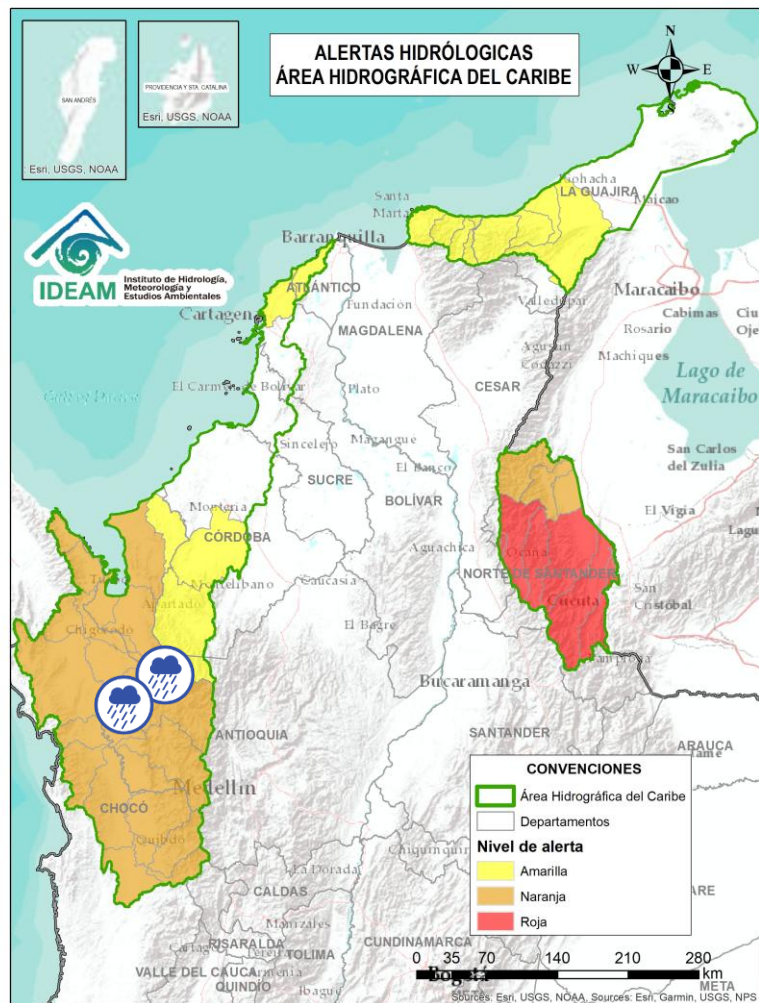 ALERTAS HIDRÓLOGICAS
ÁREA HIDROGRÁFICA DEL CARIBE
N
W
E
S
SAN ANDRÉS
Esri, USGS, NOAA
PROVIDENCIA Y STA. CATALINA
Esri, USGS, NOAA
IDEAM
Instituto de Hidrología,
Meteorología y
Estudios Ambientales
LA GUAJIRA
Maicao
Santa
Marta
Barranquilla
ATLÁNTICO
Cartagen
Fundación
Valledupar
Maracaibo
Cabimas
Rosario
Machiques
MAGDALENA
Agustín
Codazzi
Lago de
Maracaibo
CESAR
El Carmen de Bolívar
Plato
Sincelejo
Magangue
El Banco
San Carlos
del Zulia
SUCRE
BOLÍVAR
El Vigía
Montería
CÓRDOBA
Aguachica
Ocaña
NORTE DE SANTANDER
Cúcuta
San
Cristóbal
Montelibano
Caucasia
Apartado
El Bagre
Chigorodó
Pamplona
Bucaramanga
ANTIOQUIA
SANTANDER
ARAUCA
Medellín
CHOCÓ
Quibdó
La Dorada
CALDAS
Manizales
RISARALDA
TOLIMA
CUNDINAMARCA
VALLE DEL CAUCA
Armenia
QUINDÍO
Ibagué
Bogotá
META
CONVENCIONES
Área Hidrográfica del Caribe
Departamentos
Nivel de alerta
Amarilla
Naranja
Roja
0 35 70 140 210 280
km
Sources: Esri, USGS, NOAA, Sources: Esri, Garmin, USGS, NPS